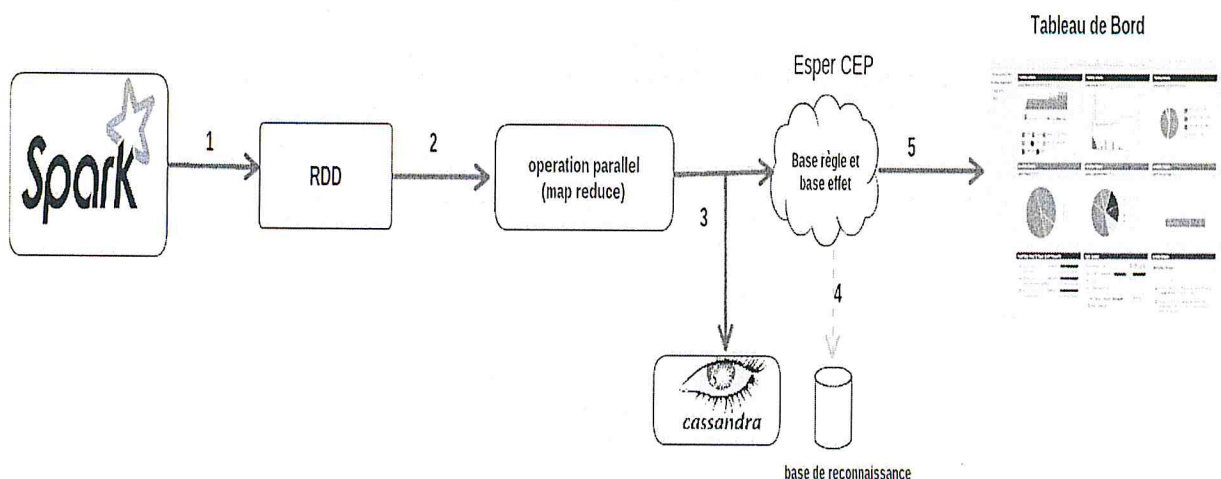 Tableau de Bord
Esper CEP
Spark
1
RDD
2
operation parallel
(map reduce)
3
Base règle et
base effet
5
4
cassandra
base de reconnaissance